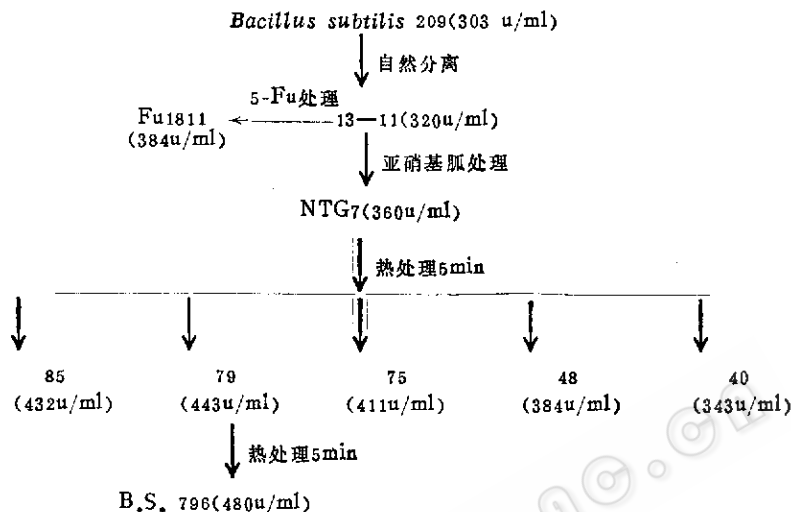 Bacillus subtilis 209(303 u/ml)
自然分离
5-Fu处理
Fu1811
(384u/ml)
13—11(320u/ml)
亚硝基胍处理
NTG7(360u/ml)
热处理5min
85
(432u/ml)
79
(443u/ml)
75
(411u/ml)
48
(384u/ml)
40
(343u/ml)
热处理5min
B.S. 796(480u/ml)